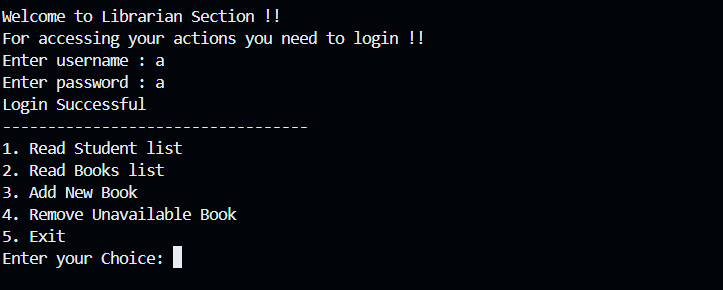 Welcome to Librarian Section !!
For accessing your actions you need to login !!
Enter username : a
Enter password : a
Login Successful
----------------------------------
1. Read Student list
2. Read Books list
3. Add New Book
4. Remove Unavailable Book
5. Exit
Enter your Choice: